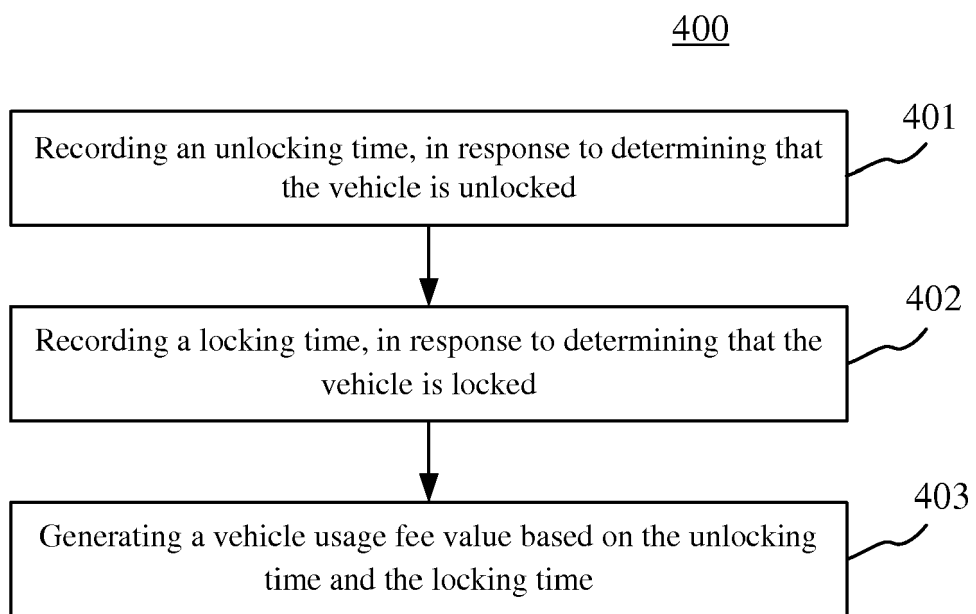 400
401
Recording an unlocking time, in response to determining that
the vehicle is unlocked
402
Recording a locking time, in response to determining that the
vehicle is locked
403
Generating a vehicle usage fee value based on the unlocking
time and the locking time